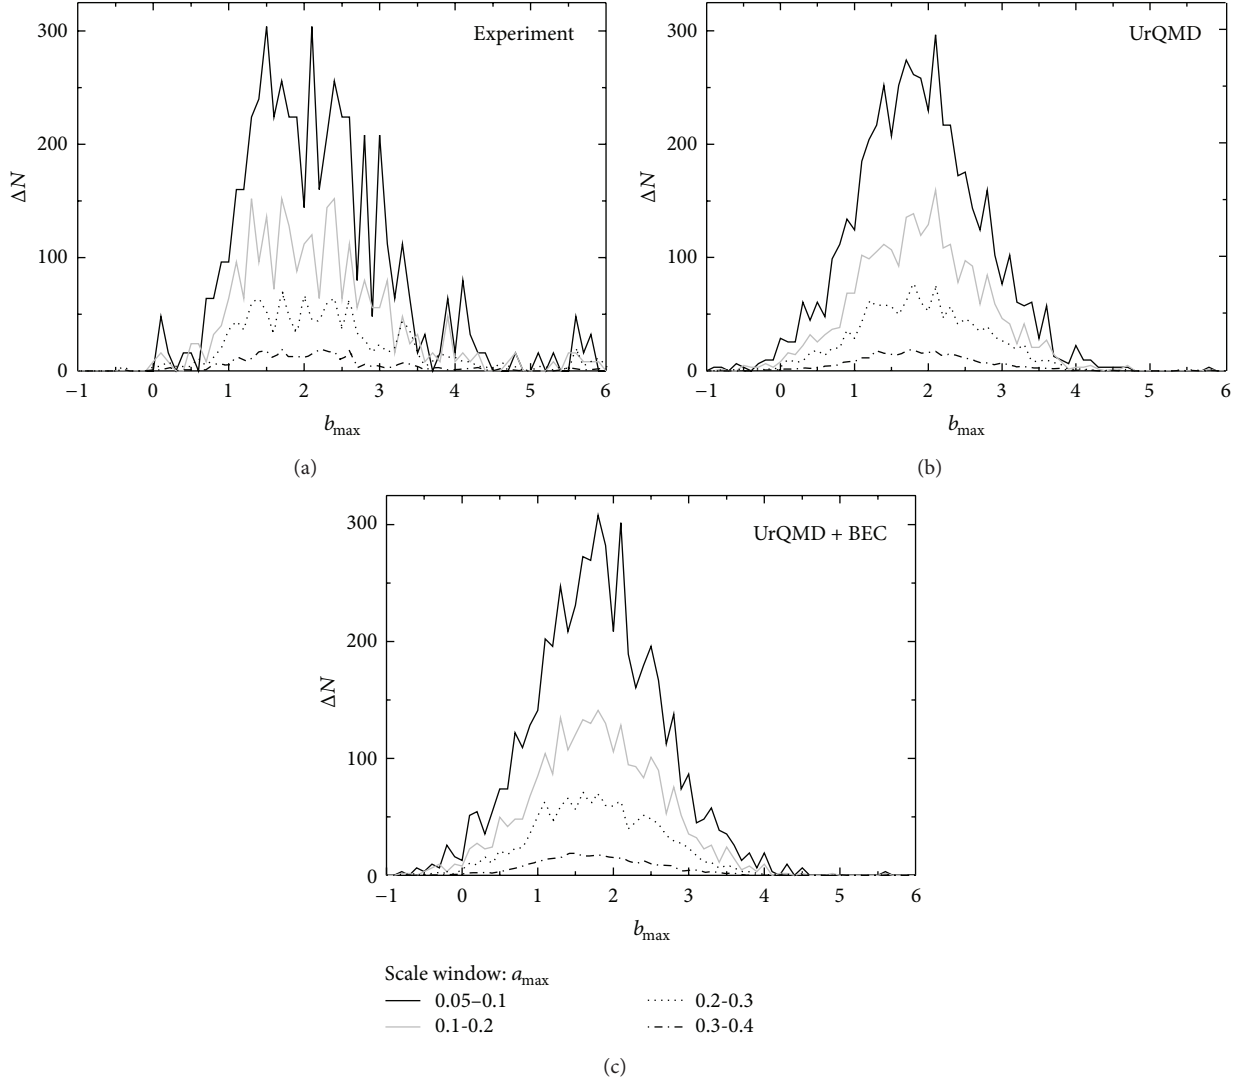 Experiment
300
200
100
0
ΔN
−1 0 1 2 3 4 5 6
b_max
(a)
UrQMD
300
200
100
0
ΔN
−1 0 1 2 3 4 5 6
b_max
(b)
UrQMD + BEC
300
200
100
0
ΔN
−1 0 1 2 3 4 5 6
b_max
Scale window: a_max
0.05–0.1
0.1-0.2
0.2-0.3
0.3-0.4
(c)